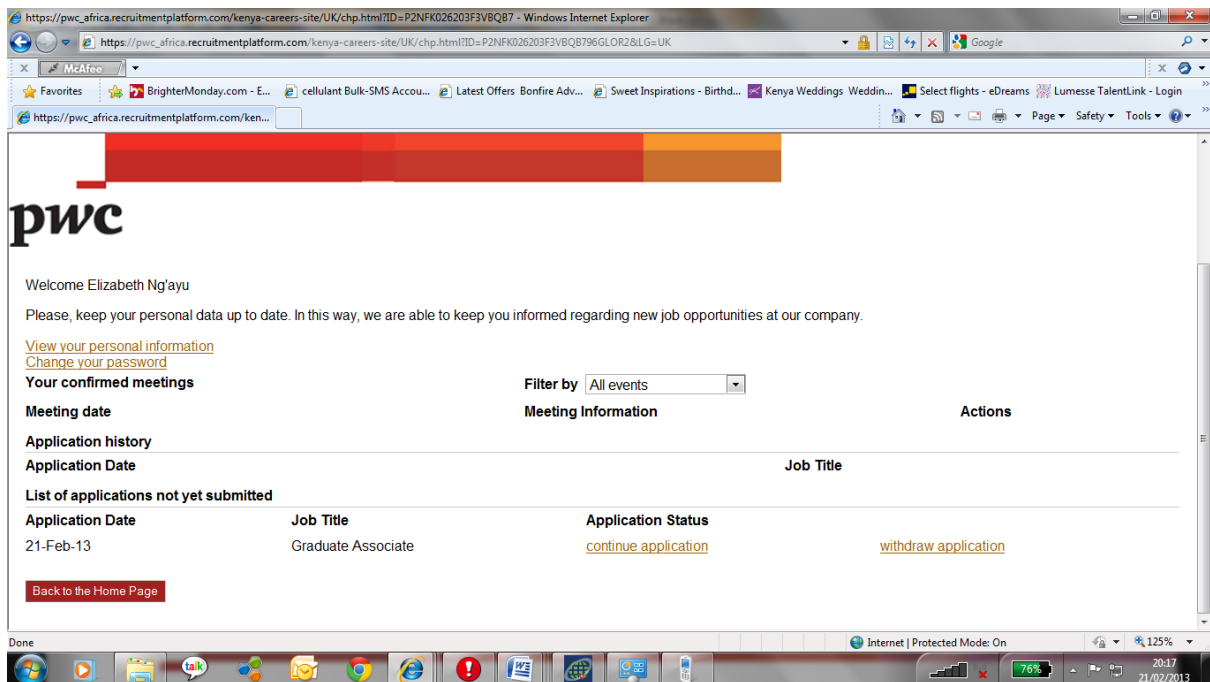 https://pwc_africa.recruitmentplatform.com/kenya-careers-site/UK/chp.html?ID=P2NFK026203F3VBQB7 - Windows Internet Explorer
https://pwc_africa.recruitmentplatform.com/kenya-careers-site/UK/chp.html?ID=P2NFK026203F3VBQB796GLOR2&LG=UK Google
X McAfee x
Favorites BrighterMonday.com - E... cellulant Bulk-SMS Accou... Latest Offers Bonfire Adv... Sweet Inspirations - Birthd... Kenya Weddings Weddin... Select flights - eDreams Lumesse TalentLink - Login
https://pwc_africa.recruitmentplatform.com/ken... Page Safety Tools
pwc
Welcome Elizabeth Ng'ayu
Please, keep your personal data up to date. In this way, we are able to keep you informed regarding new job opportunities at our company.
View your personal information
Change your password
Your confirmed meetings Filter by All events
Meeting date Meeting Information Actions
Application history
Application Date Job Title
List of applications not yet submitted
Application Date Job Title Application Status
21-Feb-13 Graduate Associate continue application withdraw application
Back to the Home Page
Done Internet | Protected Mode: On 125%
talk 76% 20:17
21/02/2013